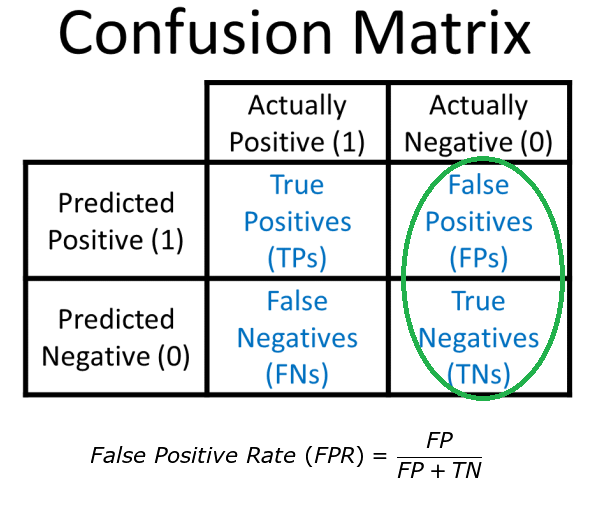 Confusion Matrix
Actually
Positive (1)
Actually
Negative (0)
Predicted
Positive (1)
True
Positives
(TPs)
False
Positives
(FPs)
Predicted
Negative (0)
False
Negatives
(FNs)
True
Negatives
(TNs)
False Positive Rate (FPR) = FP / FP + TN